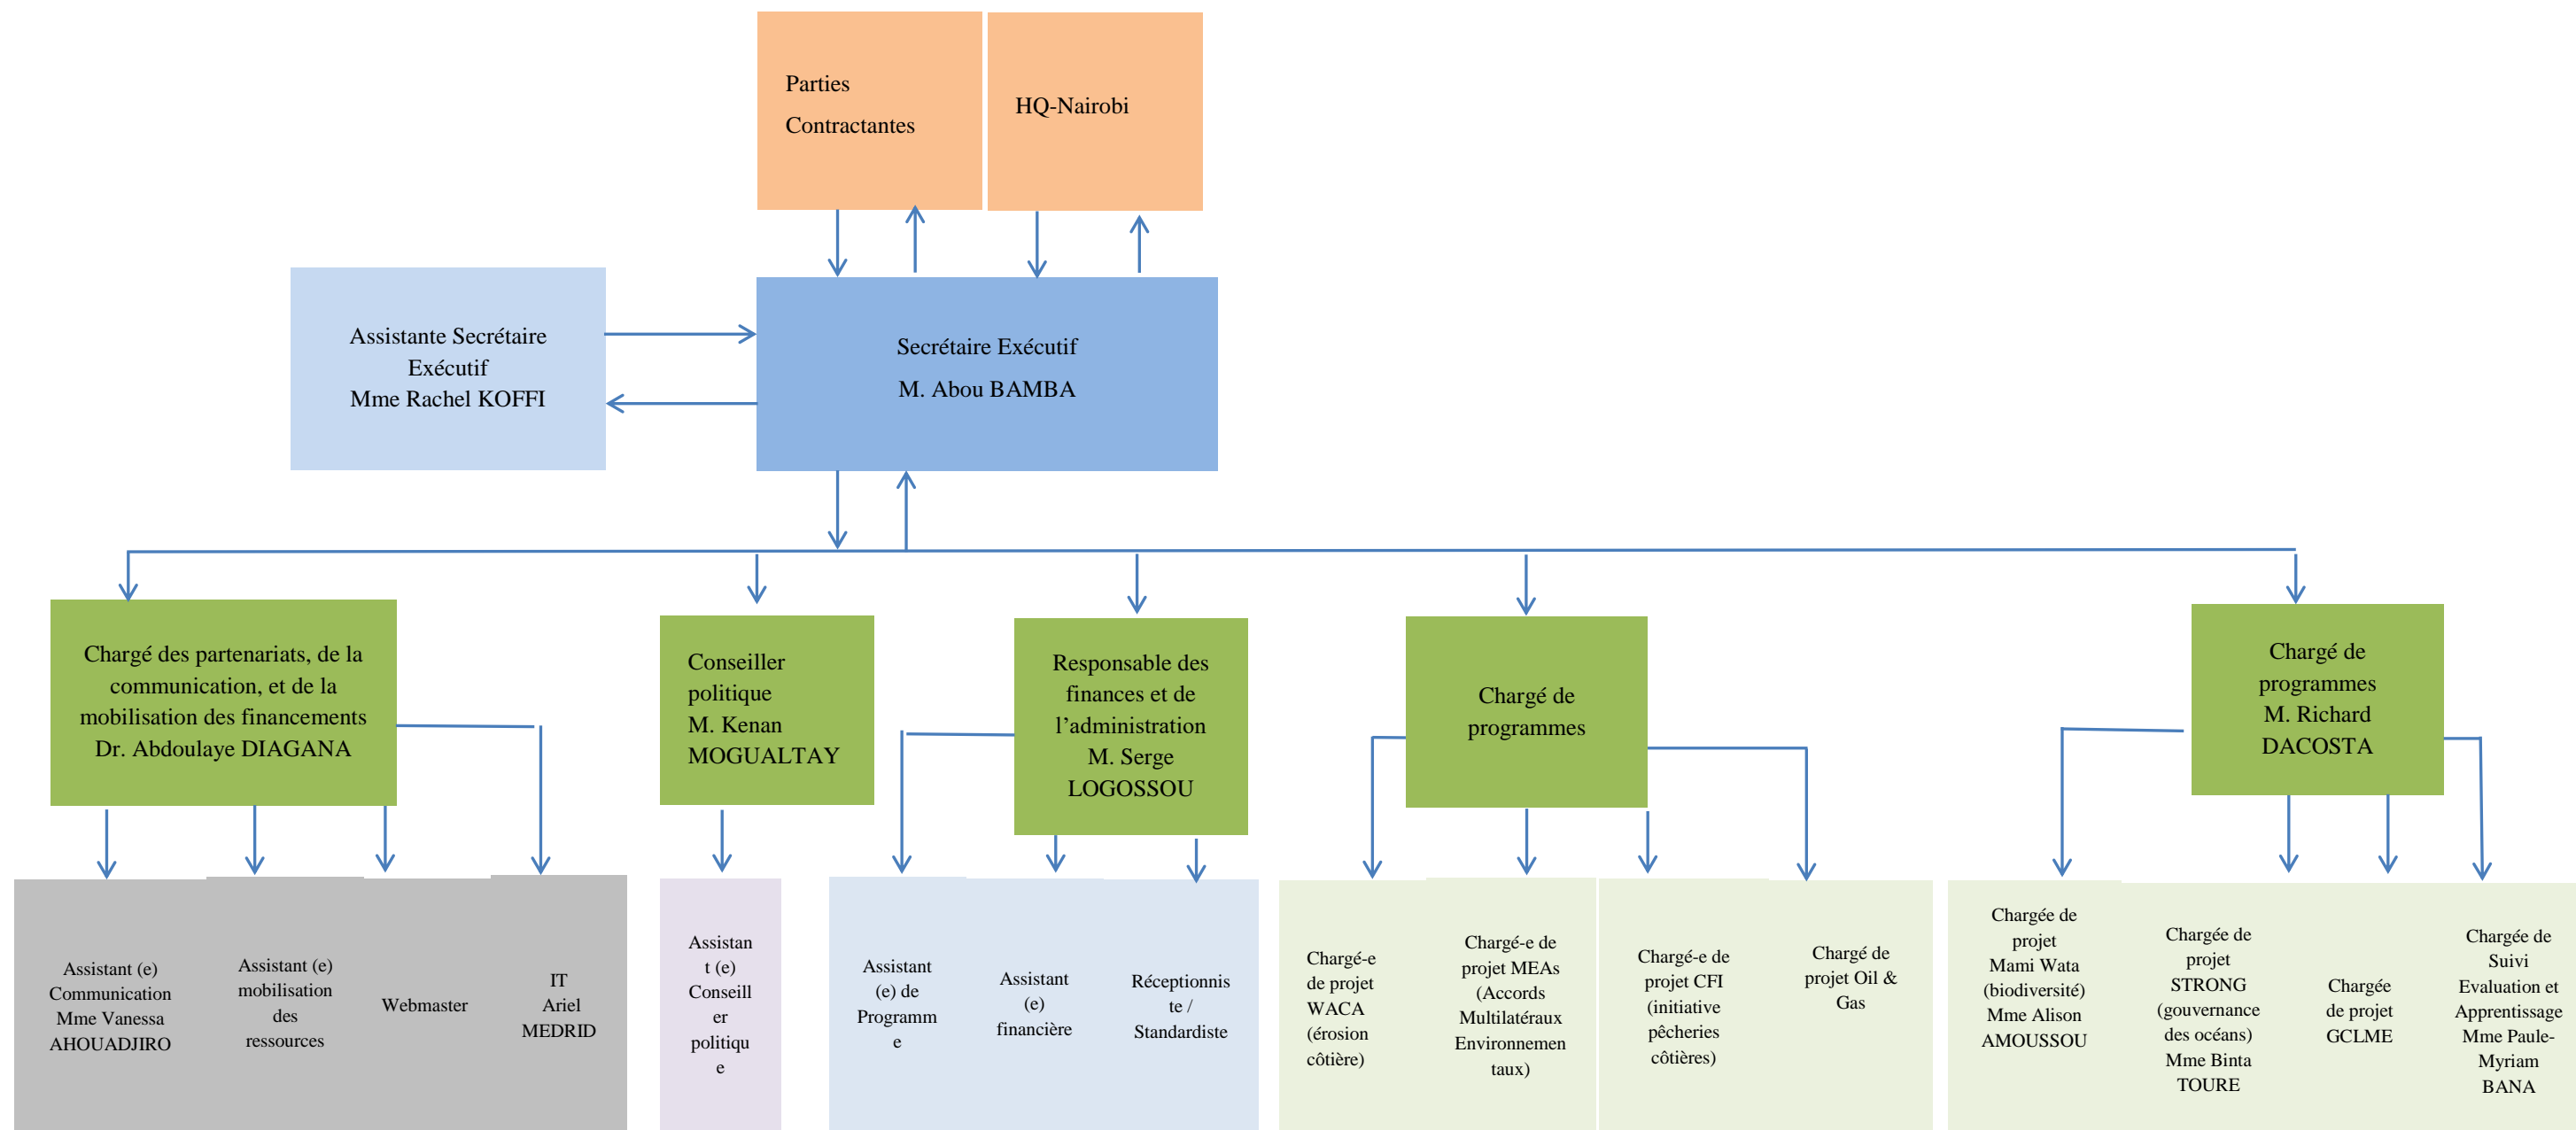 Parties
Contractantes
HQ-Nairobi
Assistante Secrétaire
Exécutif
Mme Rachel KOFFI
Secrétaire Exécutif
M. Abou BAMBA
Chargé des partenariats, de la
communication, et de la
mobilisation des financements
Dr. Abdoulaye DIAGANA
Conseiller
politique
M. Kenan
MOGUALTAY
Responsable des
finances et de
l’administration
M. Serge
LOGOSSOU
Chargé de
programmes
Chargé de
programmes
M. Richard
DACOSTA
Assistant (e)
Communication
Mme Vanessa
AHOUADJIRO
Assistant (e)
mobilisation
des
ressources
Webmaster
IT
Ariel
MEDRID
Assistan
t (e)
Conseill
er
politiqu
e
Assistant
(e) de
Programm
e
Assistant
(e)
financière
Réceptionnis
te /
Standardiste
Chargé-e
de projet
WACA
(érosion
côtière)
Chargé-e de
projet MEAs
(Accords
Multilatéraux
Environnemen
taux)
Chargé-e de
projet CFI
(initiative
pêcheries
côtières)
Chargé de
projet Oil &
Gas
Chargée de
projet
Mami Wata
(biodiversité)
Mme Alison
AMOUSSOU
Chargée de
projet
STRONG
(gouvernance
des océans)
Mme Binta
TOURE
Chargée
de projet
GCLME
Chargée de
Suivi
Evaluation et
Apprentissage
Mme Paule-
Myriam
BANA